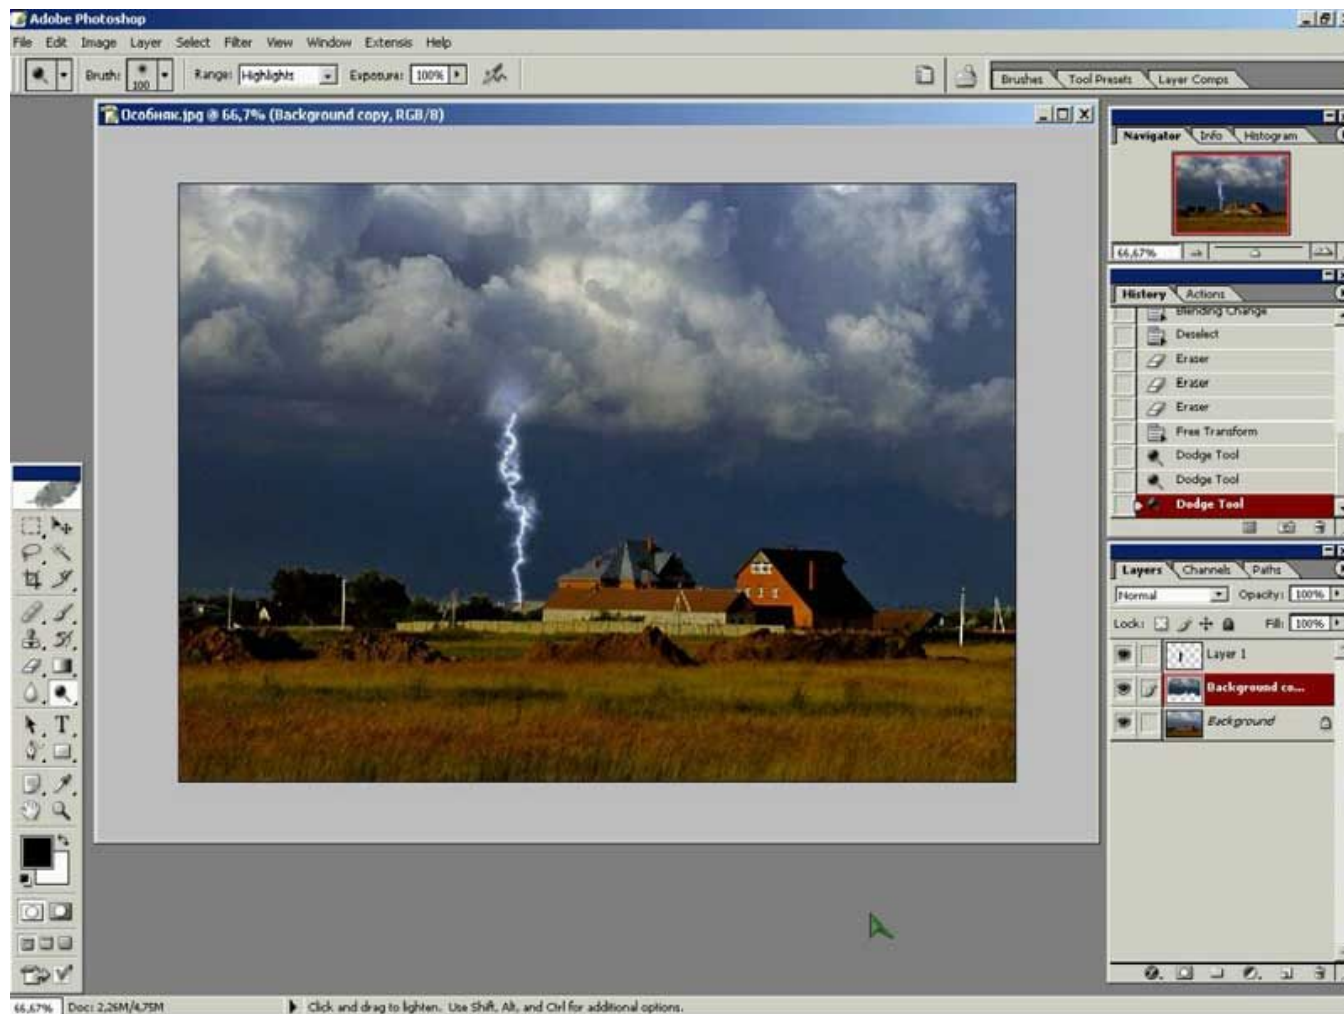 Adobe Photoshop
File Edit Image Layer Select Filter View Window Extensis Help
Brush: 100 Range: Highlights Exposure: 100% Brushes Tool Presets Layer Comps
Особняк.jpg @ 66,7% (Background copy, RGB/8)
Navigator Info Histogram
66,67%
History Actions
Blending Change
Deselect
Eraser
Eraser
Eraser
Free Transform
Dodge Tool
Dodge Tool
Dodge Tool
Layers Channels Paths
Normal Opacity: 100%
Lock: Fill: 100%
Layer 1
Background co...
Background
T
66,67% Doc: 2,26M/4,75M Click and drag to lighten. Use Shift, Alt, and Ctrl for additional options.